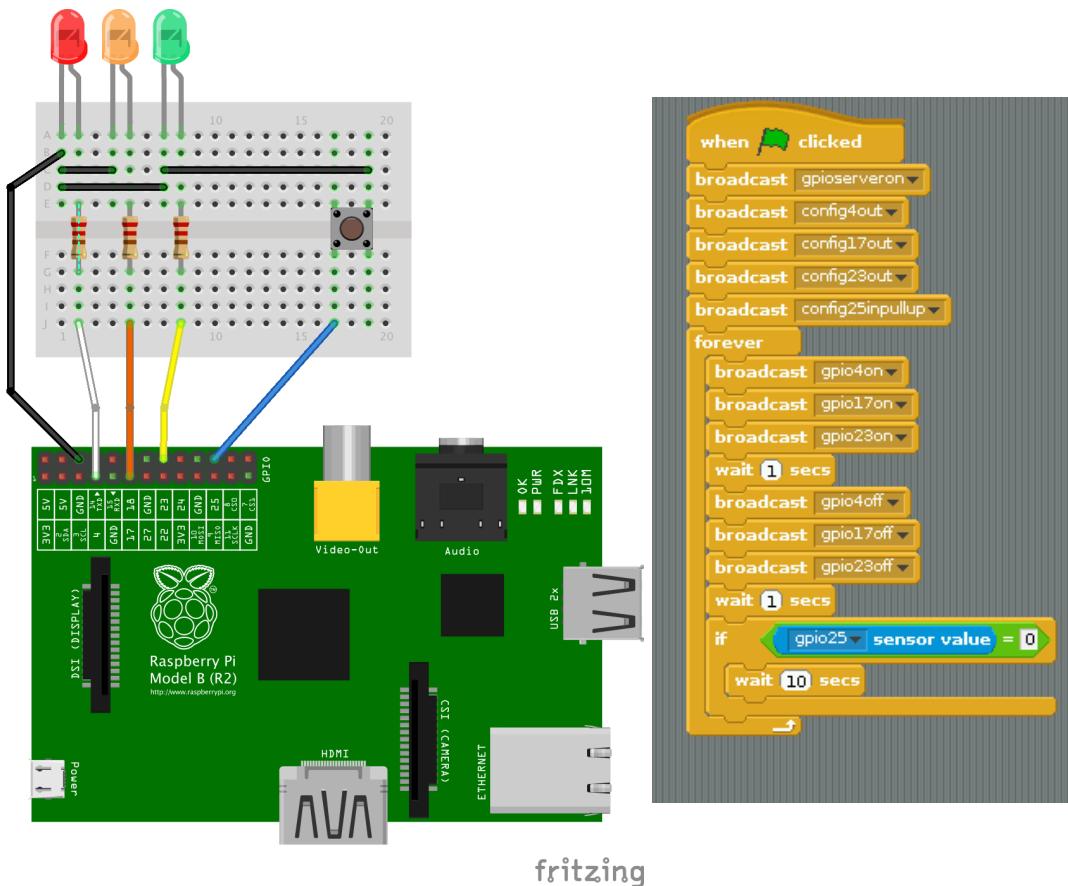 10 15 20
A
B
C
D
E
F
G
H
I
J
1 10 15 20
1
GPIO
5V 5V GND 14 TXD 15 RXD 18 GND 23 24 GND 25 8 CS0 7 CS1
3V3 2 SDA 3 SCL 4 GND 17 27 22 3V3 10 MOSI 9 MISO 11 SCLK GND
Video-Out
Audio
OK
PWR
FDX
LNK
10M
USB 2x
DSI (DISPLAY)
TM
Raspberry Pi
Model B (R2)
http://www.raspberrypi.org
CSI (CAMERA)
HDMI
ETHERNET
Power
when clicked
broadcast gpioserveron
broadcast config4out
broadcast config17out
broadcast config23out
broadcast config25inpullup
forever
broadcast gpio4on
broadcast gpio17on
broadcast gpio23on
wait 1 secs
broadcast gpio4off
broadcast gpio17off
broadcast gpio23off
wait 1 secs
if gpio25 sensor value = 0
wait 10 secs
fritzing